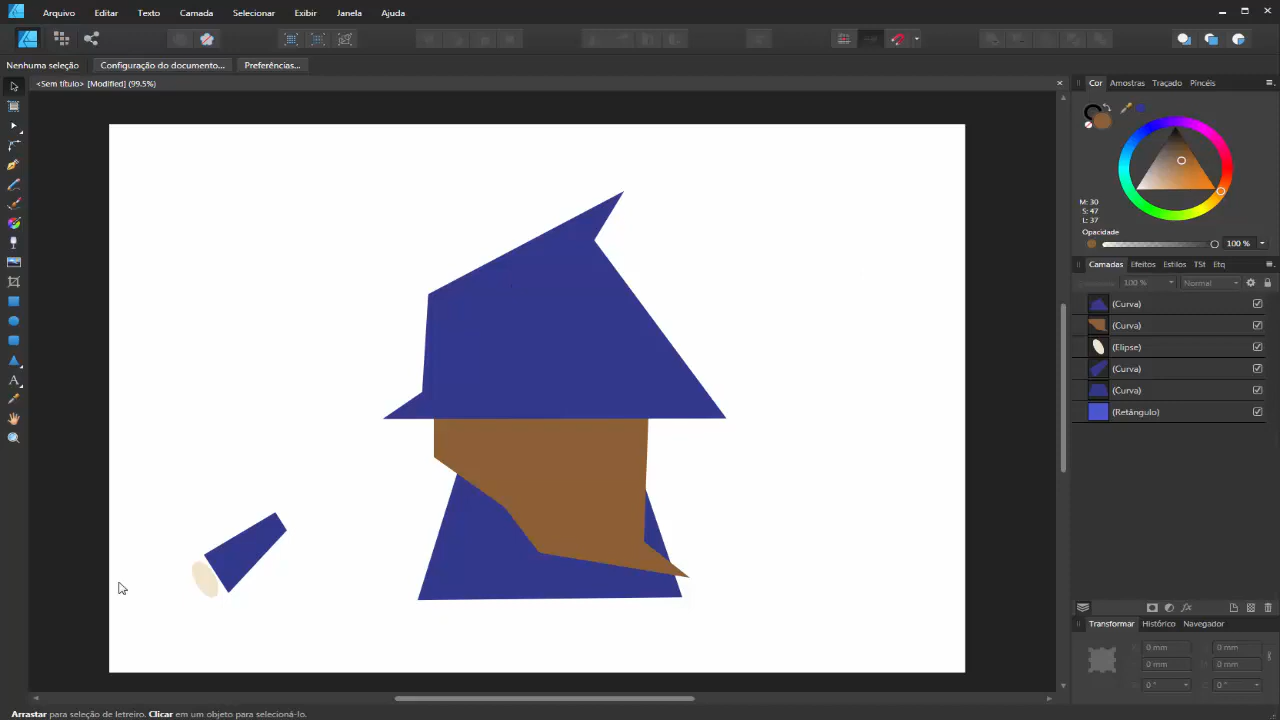 Arquivo Editar Texto Camada Selecionar Exibir Janela Ajuda
Nenhuma seleção Configuração do documento... Preferências...
<Sem título> [Modified] (99.5%)
Cor Amostras Traçado Pincéis
M: 30
S: 47
L: 37
Opacidade
100 %
Camadas Efeitos Estilos TSt Etq
100 % Normal
(Curva)
(Curva)
(Elipse)
(Curva)
(Curva)
(Retângulo)
Transformar Histórico Navegador
0 mm 0 mm
0 mm 0 mm
0 ° 0 °
Arrastar para seleção de letreiro. Clicar em um objeto para selecioná-lo.